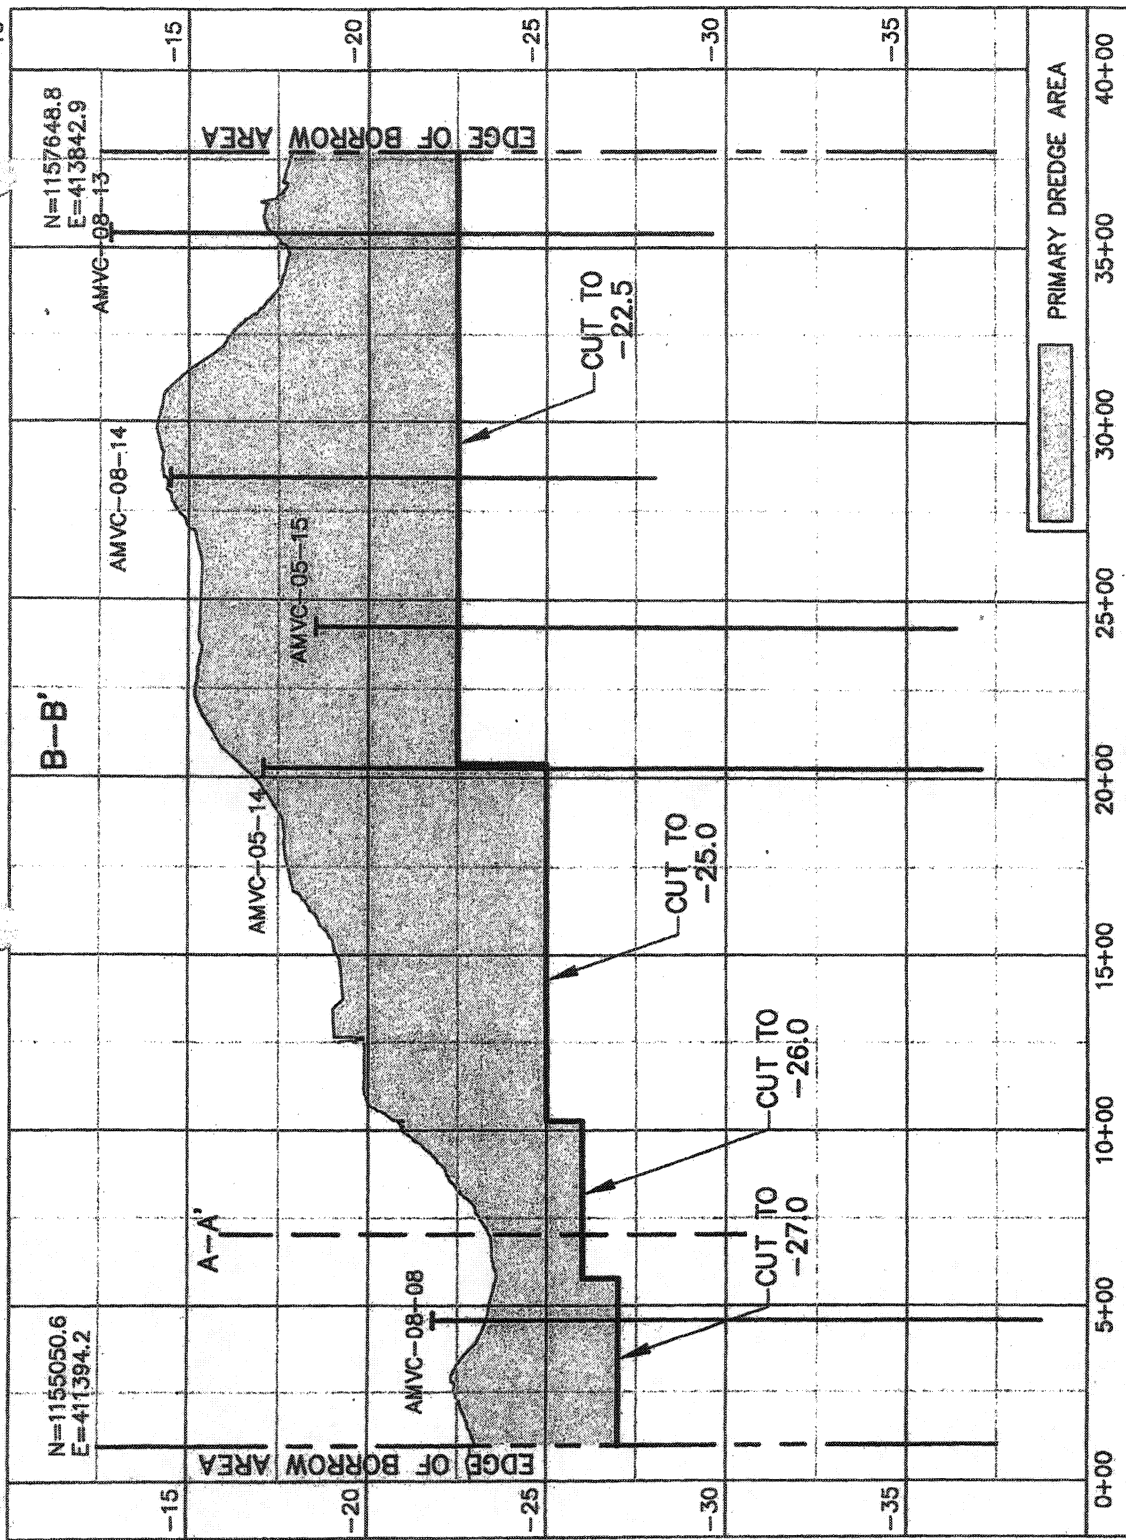 B-B'
N=1155050.6
E=411394.2
N=1157648.8
E=413842.9
AMVC-08-13
AMVC-08-14
AMVC-05-15
AMVC-05-14
AMVC-08-08
A-A'
EDGE OF BORROW AREA
EDGE OF BORROW AREA
-15
-20
-25
-30
-35
-15
-20
-25
-30
-35
CUT TO
-27.0
CUT TO
-26.0
CUT TO
-25.0
CUT TO
-22.5
PRIMARY DREDGE AREA
0+00
5+00
10+00
15+00
20+00
25+00
30+00
35+00
40+00